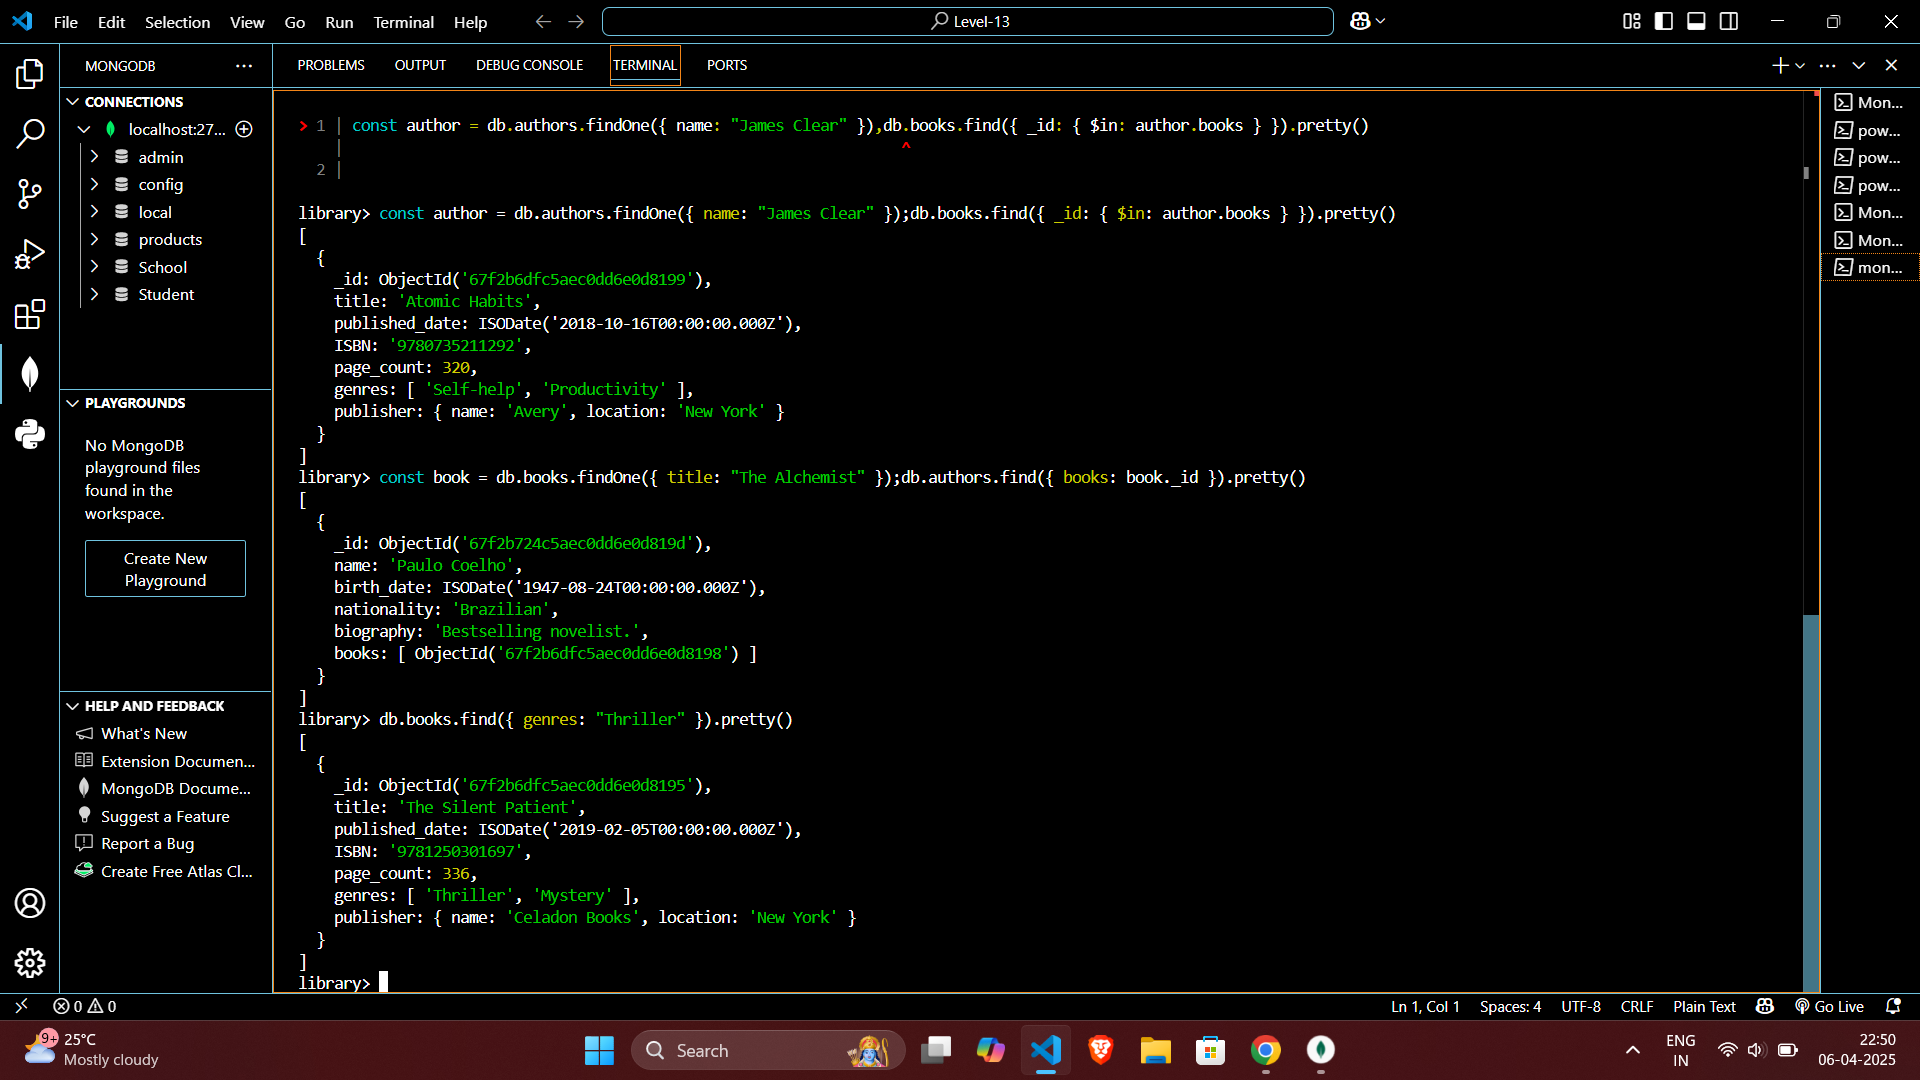 File Edit Selection View Go Run Terminal Help
Level-13
MONGODB
PROBLEMS OUTPUT DEBUG CONSOLE TERMINAL PORTS
CONNECTIONS
localhost:27...
admin
config
local
products
School
Student
PLAYGROUNDS
No MongoDB
playground files
found in the
workspace.
Create New
Playground
HELP AND FEEDBACK
What's New
Extension Documen...
MongoDB Docume...
Suggest a Feature
Report a Bug
Create Free Atlas Cl...
> 1 | const author = db.authors.findOne({ name: "James Clear" }),db.books.find({ _id: { $in: author.books } }).pretty()
| ^
2 |
library> const author = db.authors.findOne({ name: "James Clear" });db.books.find({ _id: { $in: author.books } }).pretty()
[
{
_id: ObjectId('67f2b6dfc5aec0dd6e0d8199'),
title: 'Atomic Habits',
published_date: ISODate('2018-10-16T00:00:00.000Z'),
ISBN: '9780735211292',
page_count: 320,
genres: [ 'Self-help', 'Productivity' ],
publisher: { name: 'Avery', location: 'New York' }
}
]
library> const book = db.books.findOne({ title: "The Alchemist" });db.authors.find({ books: book._id }).pretty()
[
{
_id: ObjectId('67f2b724c5aec0dd6e0d819d'),
name: 'Paulo Coelho',
birth_date: ISODate('1947-08-24T00:00:00.000Z'),
nationality: 'Brazilian',
biography: 'Bestselling novelist.',
books: [ ObjectId('67f2b6dfc5aec0dd6e0d8198') ]
}
]
library> db.books.find({ genres: "Thriller" }).pretty()
[
{
_id: ObjectId('67f2b6dfc5aec0dd6e0d8195'),
title: 'The Silent Patient',
published_date: ISODate('2019-02-05T00:00:00.000Z'),
ISBN: '9781250301697',
page_count: 336,
genres: [ 'Thriller', 'Mystery' ],
publisher: { name: 'Celadon Books', location: 'New York' }
}
]
library>
Mon...
pow...
pow...
pow...
Mon...
Mon...
mon...
0 0
Ln 1, Col 1 Spaces: 4 UTF-8 CRLF Plain Text Go Live
9+
25°C
Mostly cloudy
Search
ENG
IN
22:50
06-04-2025